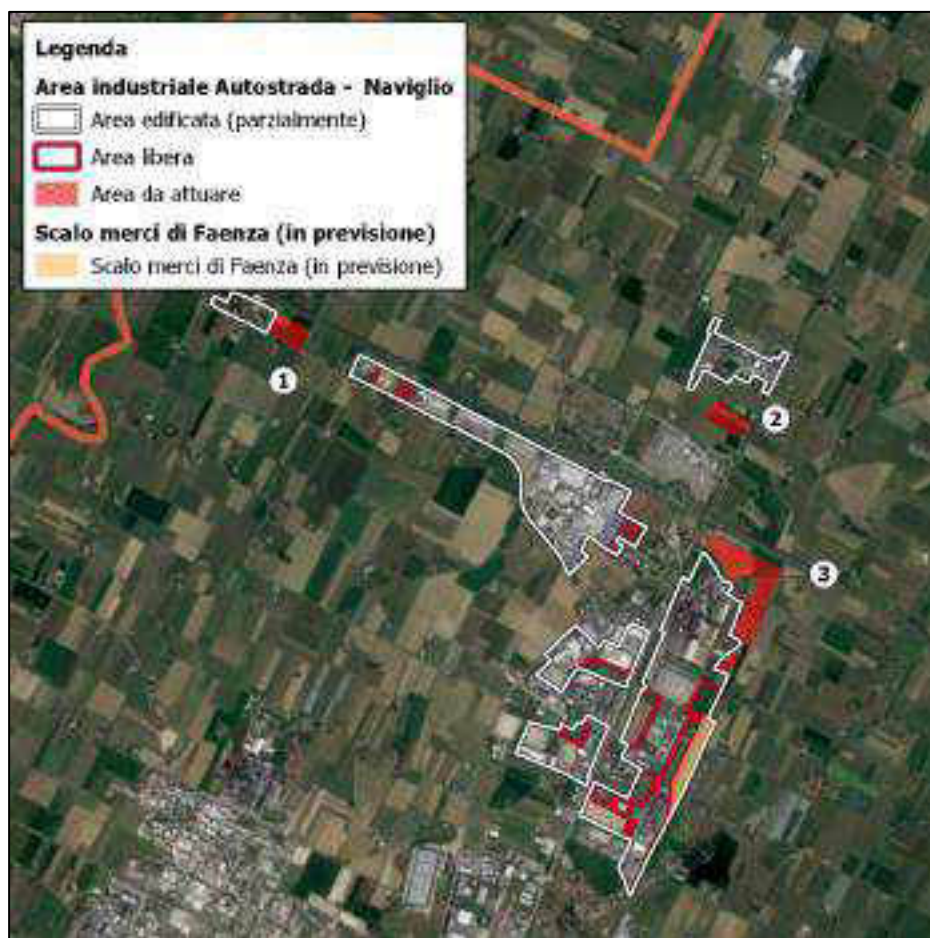 Legenda
Area industriale Autostrada - Naviglio
Area edificata (parzialmente)
Area libera
Area da attuare
Scalo merci di Faenza (in previsione)
Scalo merci di Faenza (in previsione)
1
2
3